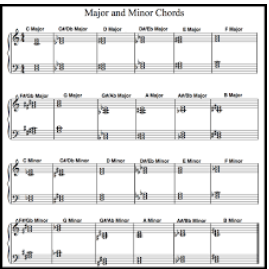 Major and Minor Chords
C Major C#/Db Major D Major D#/Eb Major E Major F Major
F#/Gb Major G Major G#/Ab Major A Major A#/Bb Major B Major
C Minor C#/Db Minor D Minor D#/Eb Minor E Minor F Minor
F#/Gb Minor G Minor G#/Ab Minor A Minor A#/Bb Minor B Minor